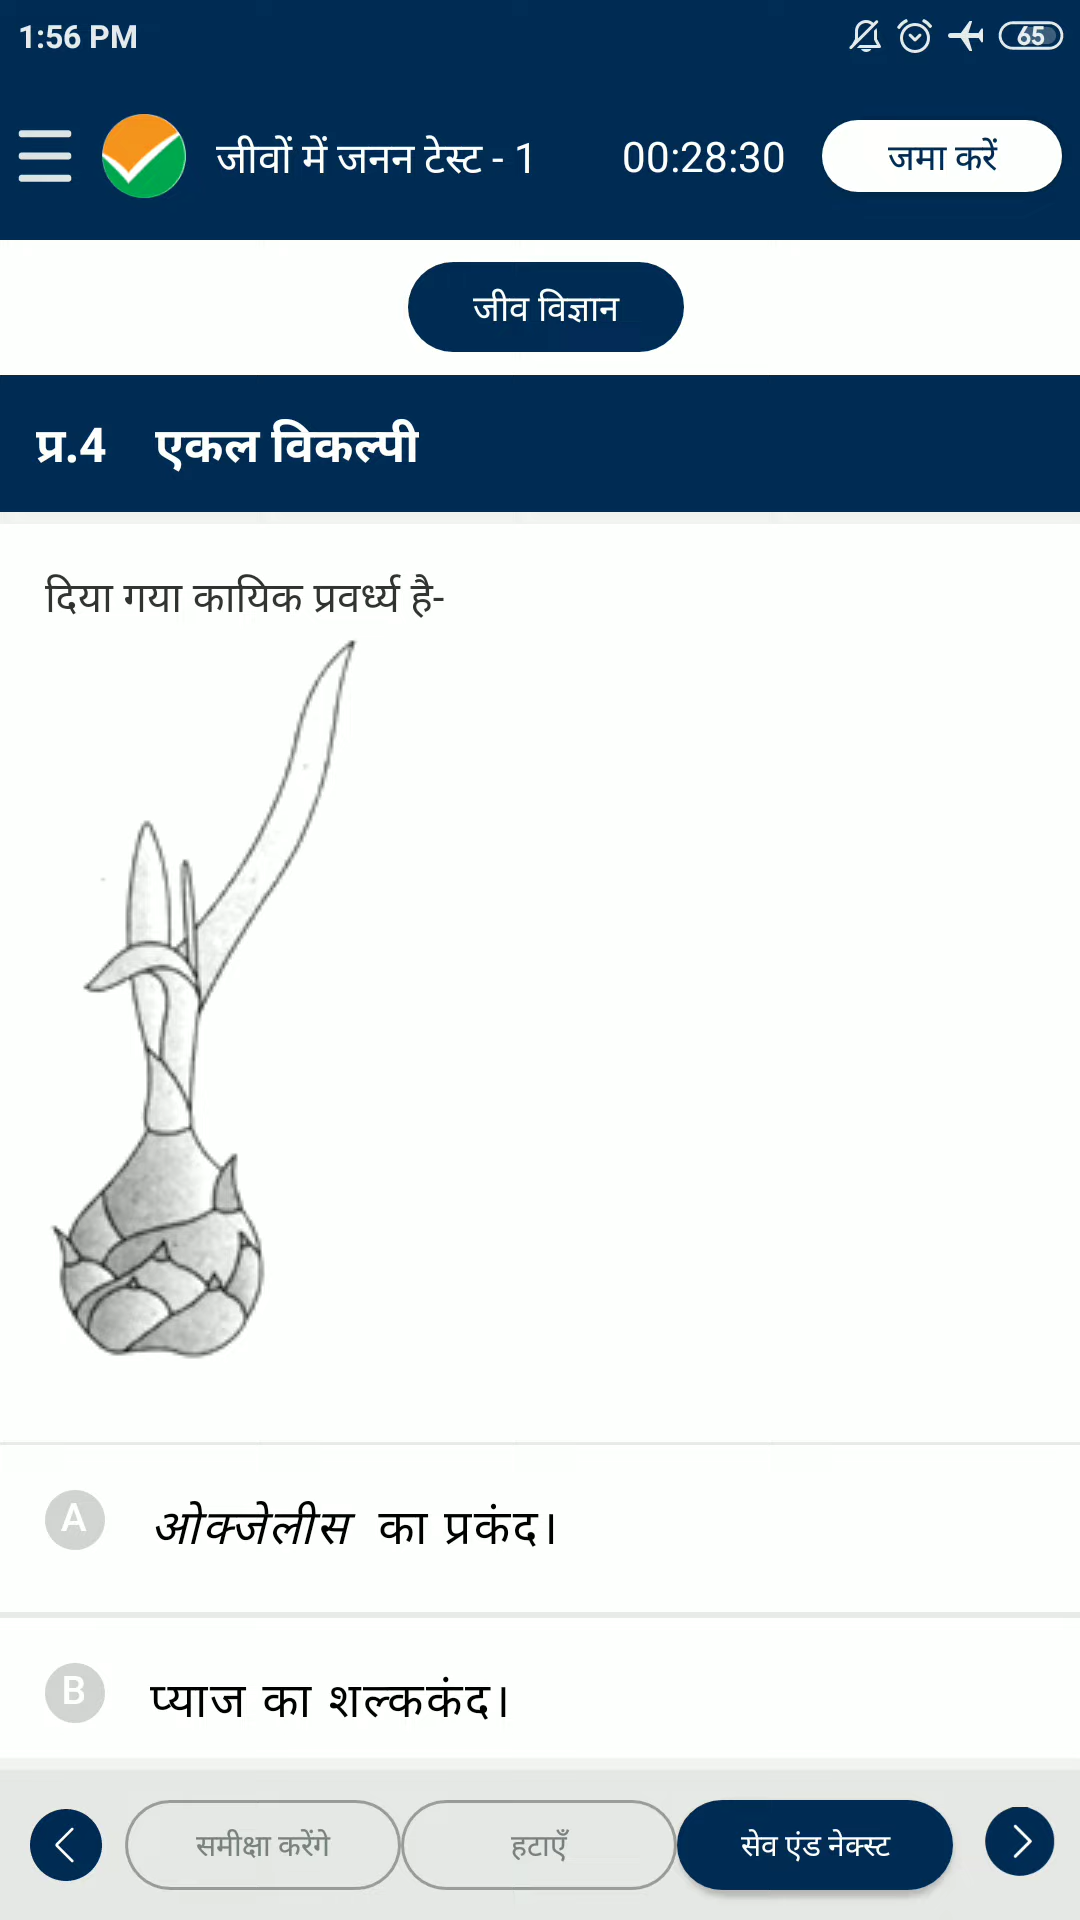 1:56 PM
65
जीवों में जनन टेस्ट - 1
00:28:30
जमा करें
जीव विज्ञान
प्र.4 एकल विकल्पी
दिया गया कायिक प्रवर्ध्य है-
A ओक्जेलीस का प्रकंद।
B प्याज का शल्ककंद।
समीक्षा करेंगे
हटाएँ
सेव एंड नेक्स्ट